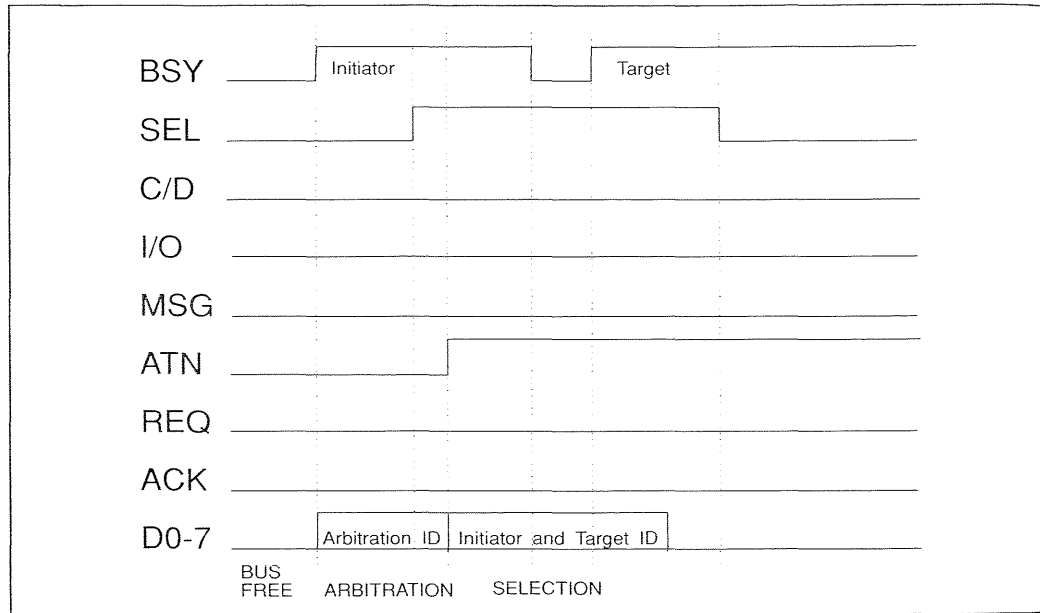 BSY Initiator Target
SEL
C/D
I/O
MSG
ATN
REQ
ACK
D0-7 Arbitration ID Initiator and Target ID
BUS
FREE ARBITRATION SELECTION